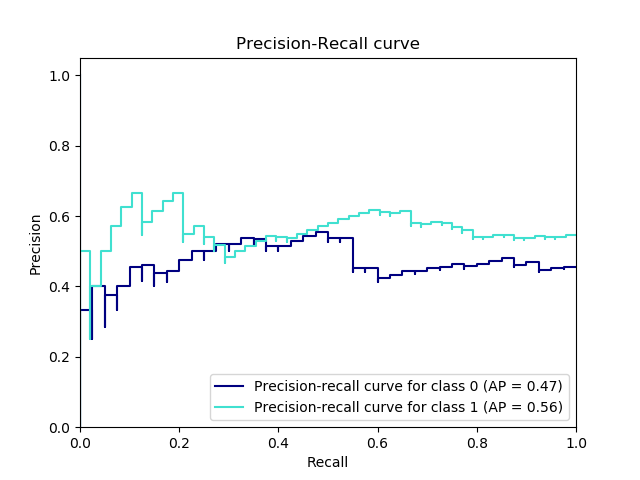 Precision-Recall curve
Precision
1.0
0.8
0.6
0.4
0.2
0.0
0.0 0.2 0.4 0.6 0.8 1.0
Recall
Precision-recall curve for class 0 (AP = 0.47)
Precision-recall curve for class 1 (AP = 0.56)